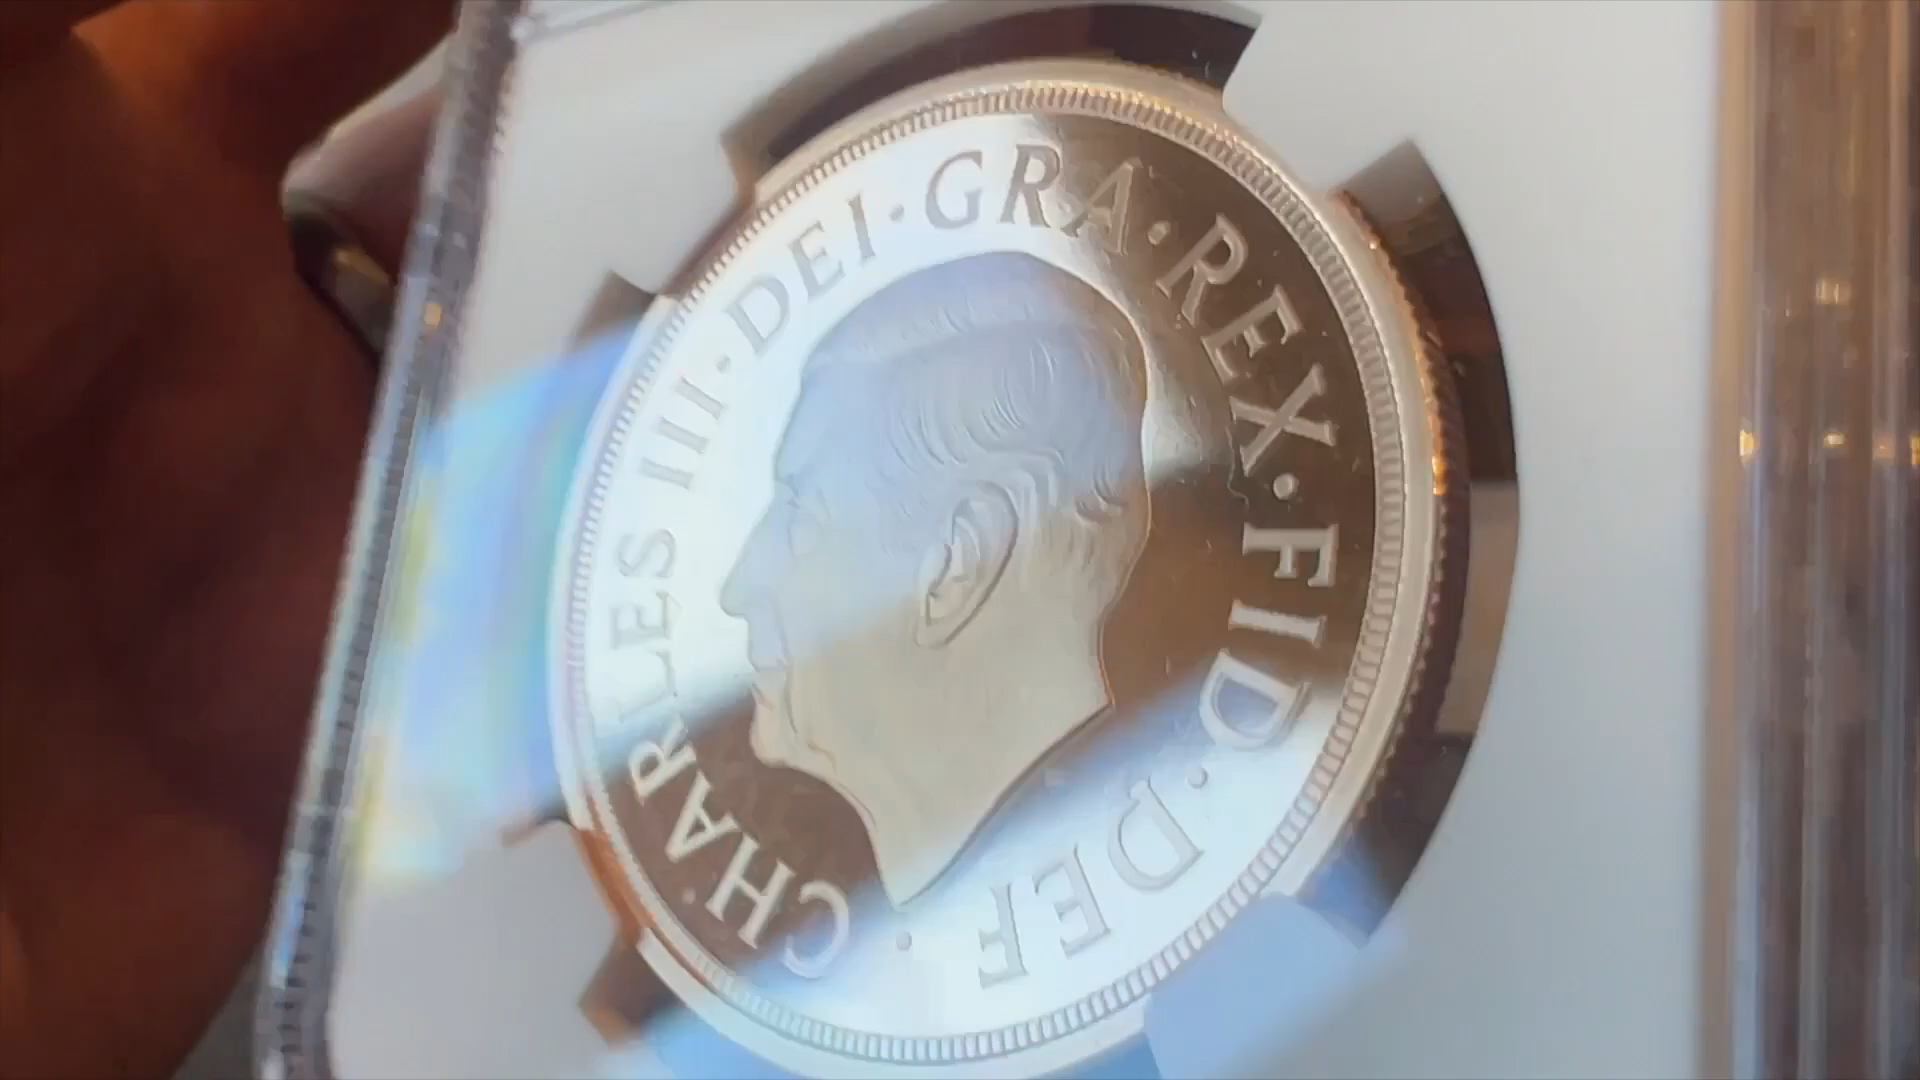 CHARLES III · DEI · GRA · REX · FID · DEF ·